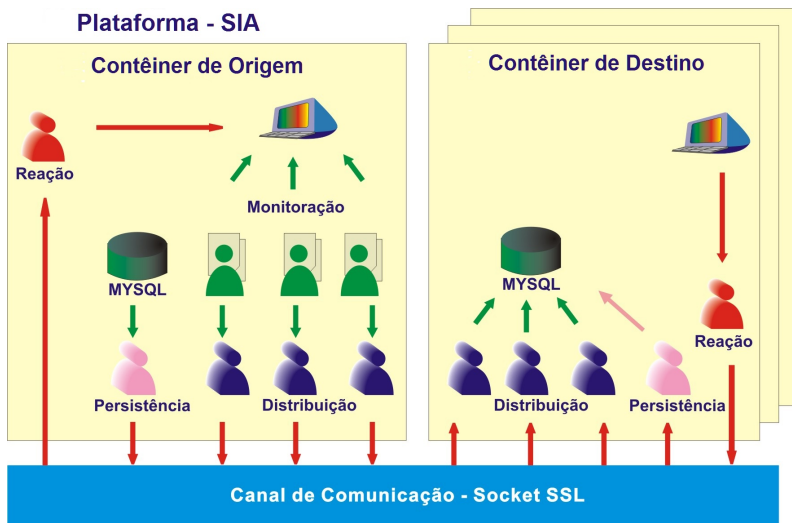 Plataforma - SIA
Contêiner de Origem
Reação
Monitoração
MYSQL
Persistência
Distribuição
Contêiner de Destino
MYSQL
Reação
Distribuição
Persistência
Canal de Comunicação - Socket SSL